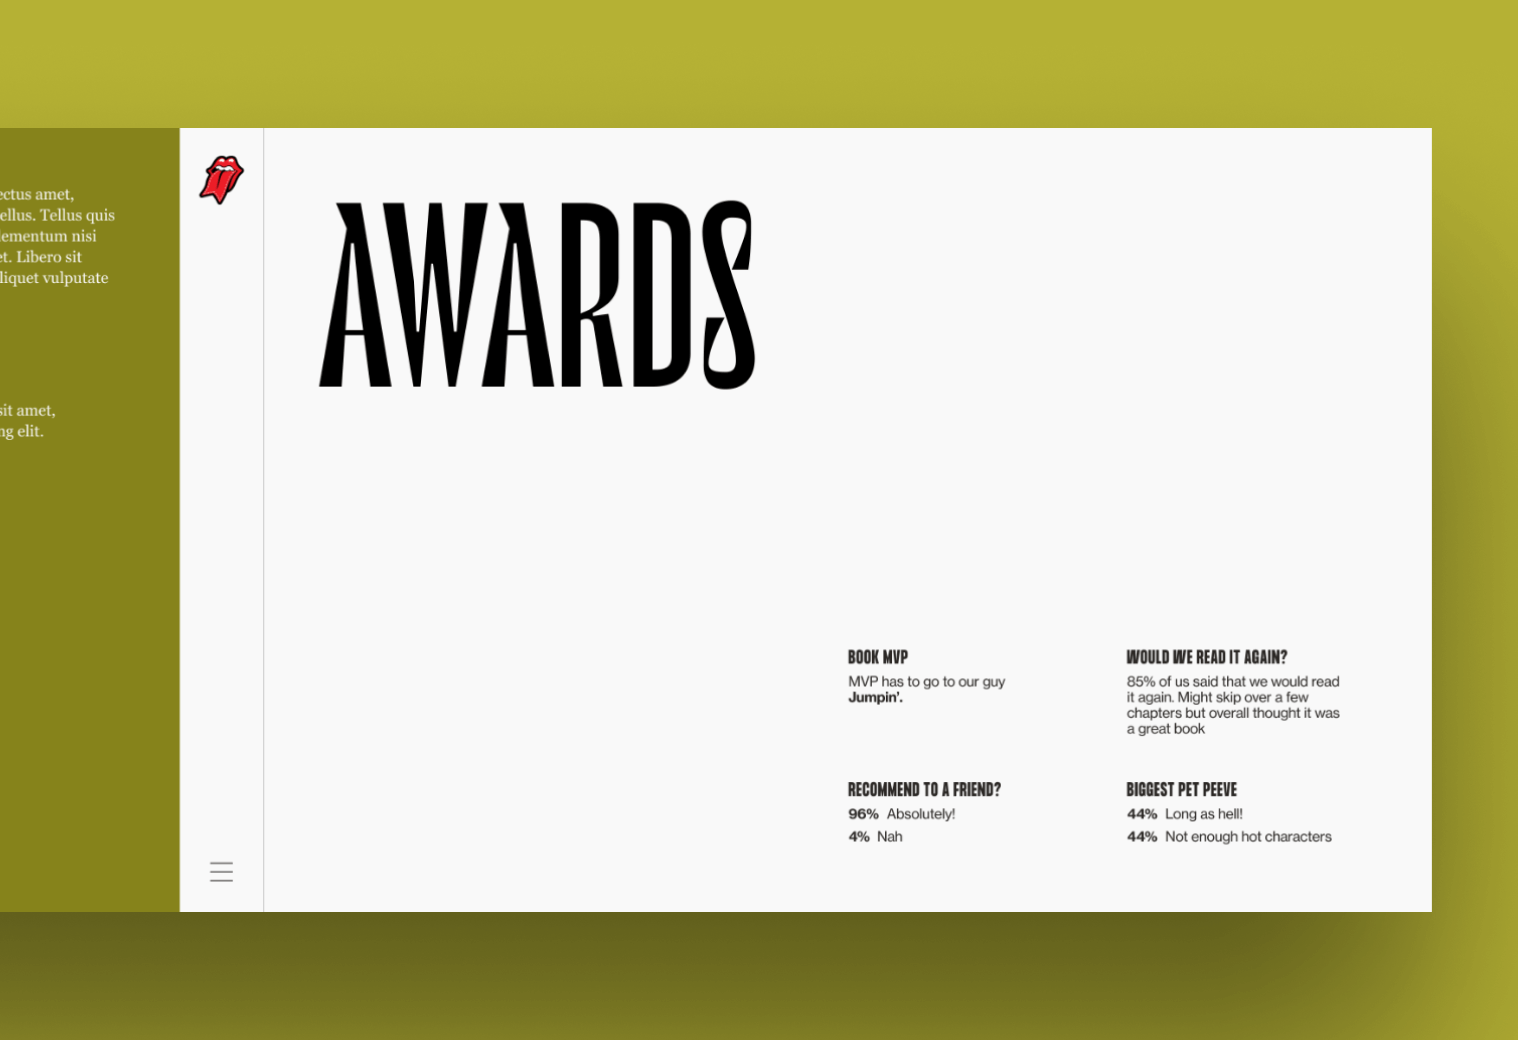 ectus amet,
ellus. Tellus quis
lementum nisi
et. Libero sit
liquet vulputate
sit amet,
ng elit.
AWARDS
BOOK MVP
MVP has to go to our guy
Jumpin'.
WOULD WE READ IT AGAIN?
85% of us said that we would read
it again. Might skip over a few
chapters but overall thought it was
a great book
RECOMMEND TO A FRIEND?
96% Absolutely!
4% Nah
BIGGEST PET PEEVE
44% Long as hell!
44% Not enough hot characters